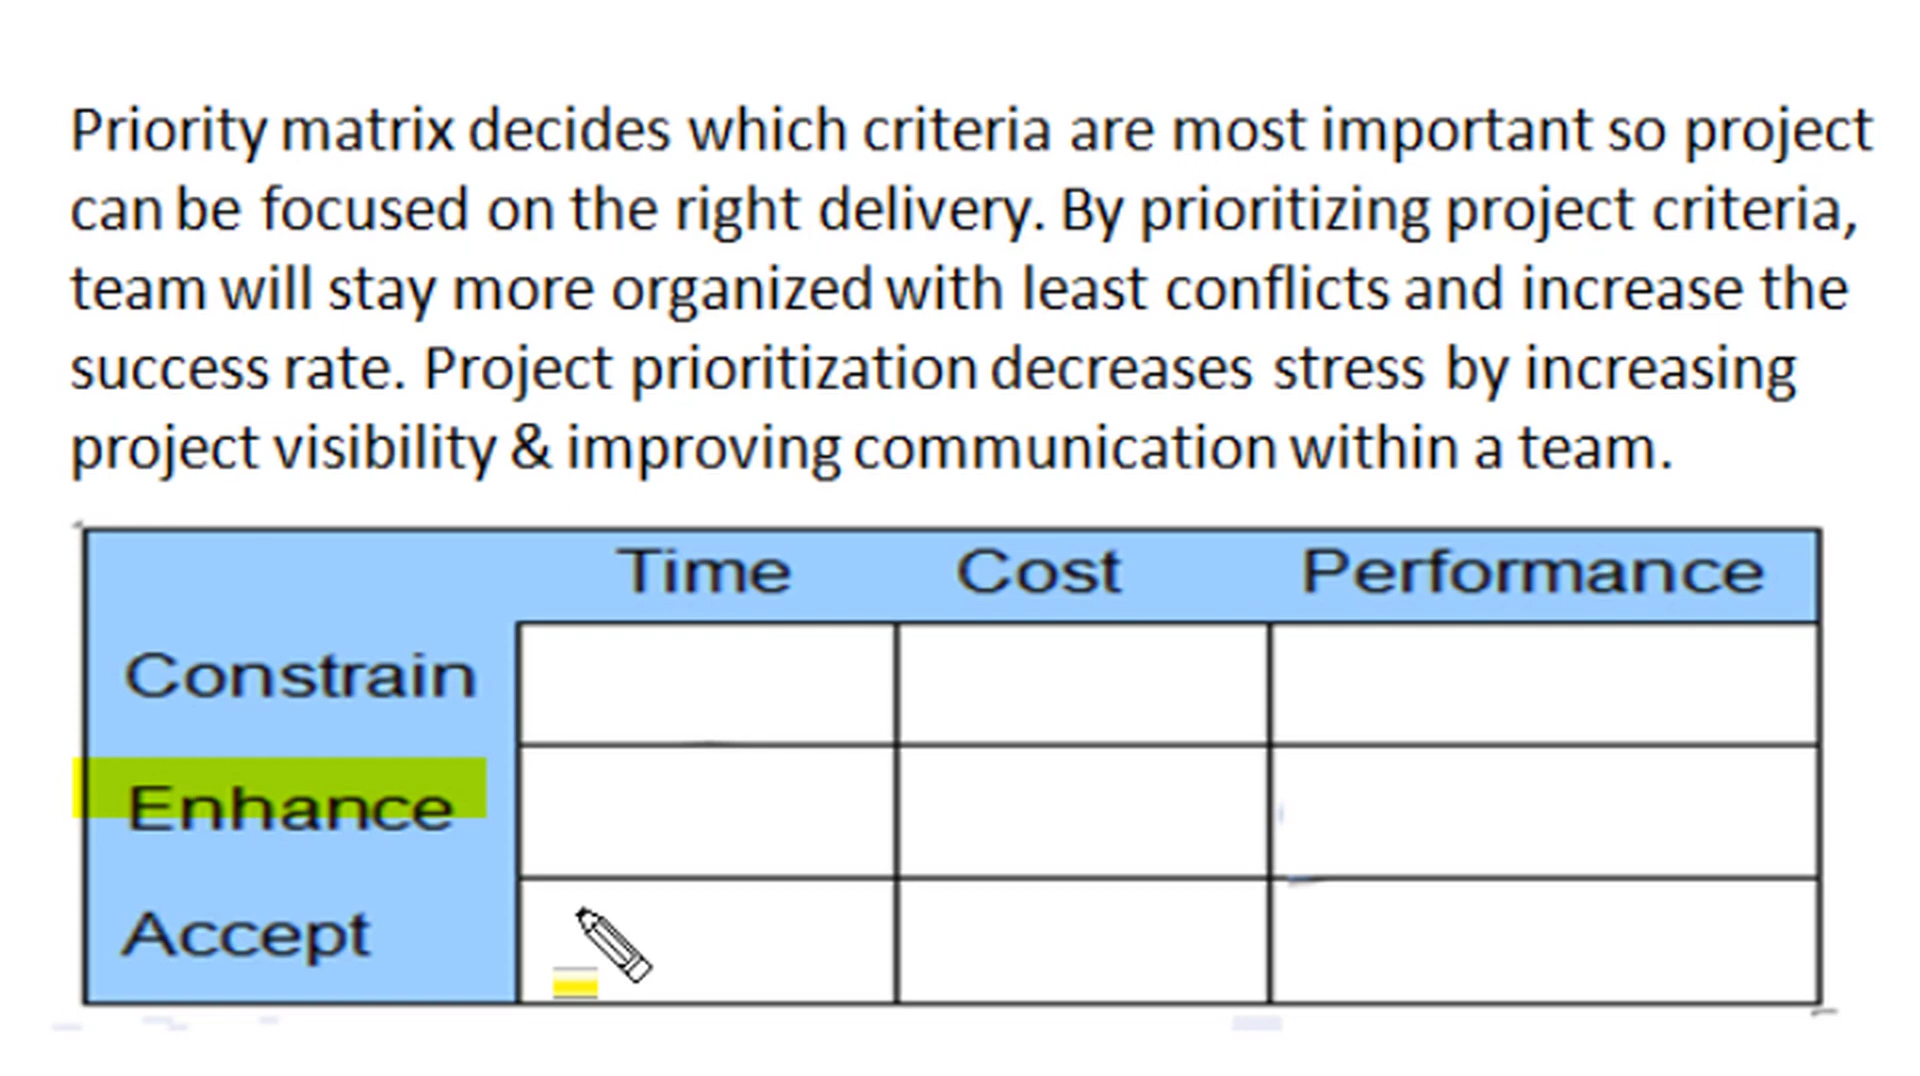 Priority matrix decides which criteria are most important so project
can be focused on the right delivery. By prioritizing project criteria,
team will stay more organized with least conflicts and increase the
success rate. Project prioritization decreases stress by increasing
project visibility & improving communication within a team.
Time Cost Performance
Constrain
Enhance
Accept